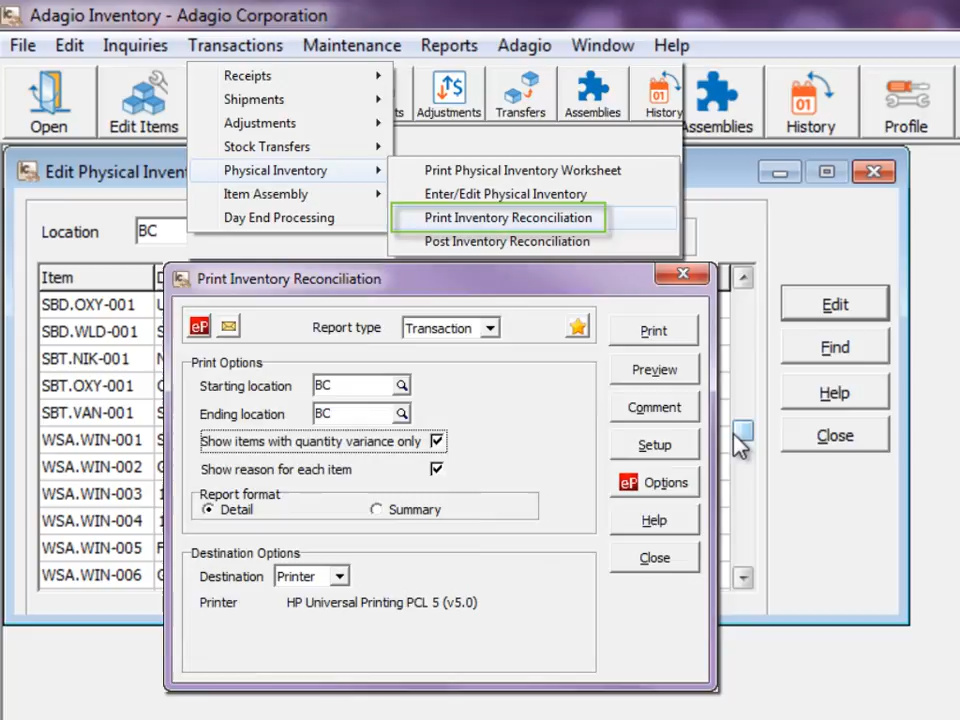 Adagio Inventory - Adagio Corporation
File Edit Inquiries Transactions Maintenance Reports Adagio Window Help
Open
Edit Items
Receipts
Shipments
Adjustments
Stock Transfers
Physical Inventory
Item Assembly
Day End Processing
Adjustments
Transfers
Assemblies
History
Assemblies
History
Profile
Print Physical Inventory Worksheet
Enter/Edit Physical Inventory
Print Inventory Reconciliation
Post Inventory Reconciliation
Edit Physical Invent
Location BC
Item
SBD.OXY-001
SBD.WLD-001
SBT.NIK-001
SBT.OXY-001
SBT.VAN-001
WSA.WIN-001
WSA.WIN-002
WSA.WIN-003
WSA.WIN-004
WSA.WIN-005
WSA.WIN-006
Edit
Find
Help
Close
Print Inventory Reconciliation
eP Report type Transaction
Print Options
Starting location BC
Ending location BC
Show items with quantity variance only
Show reason for each item
Report format
Detail Summary
Destination Options
Destination Printer
Printer HP Universal Printing PCL 5 (v5.0)
Print
Preview
Comment
Setup
eP Options
Help
Close